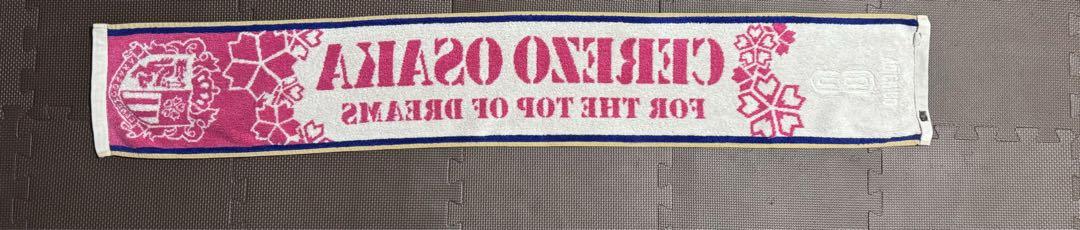 CEREZO OSAKA
FOR THE TOP OF DREAMS